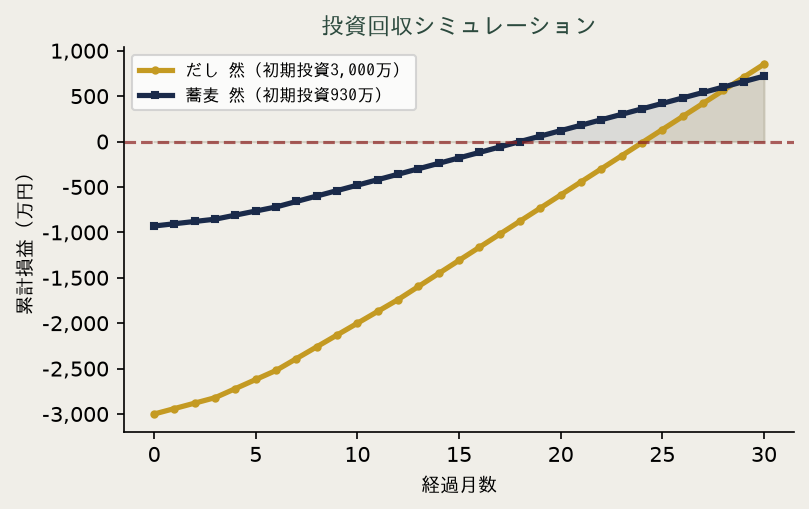 投資回収シミュレーション
だし 然（初期投資3,000万）
蕎麦 然（初期投資930万）
累計損益（万円）
1,000
500
0
-500
-1,000
-1,500
-2,000
-2,500
-3,000
0 5 10 15 20 25 30
経過月数